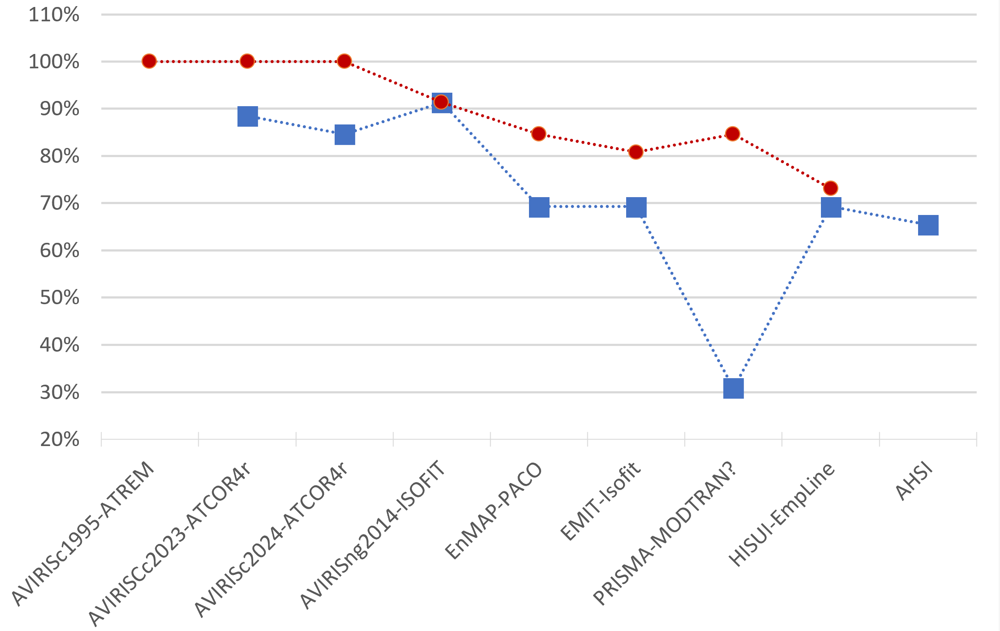 110%
100%
90%
80%
70%
60%
50%
40%
30%
20%
AVIRISc1995-ATREM
AVIRISCc2023-ATCOR4r
AVIRISc2024-ATCOR4r
AVIRISng2014-ISOFIT
EnMAP-PACO
EMIT-Isofit
PRISMA-MODTRAN?
HISUI-EmpLine
AHSI